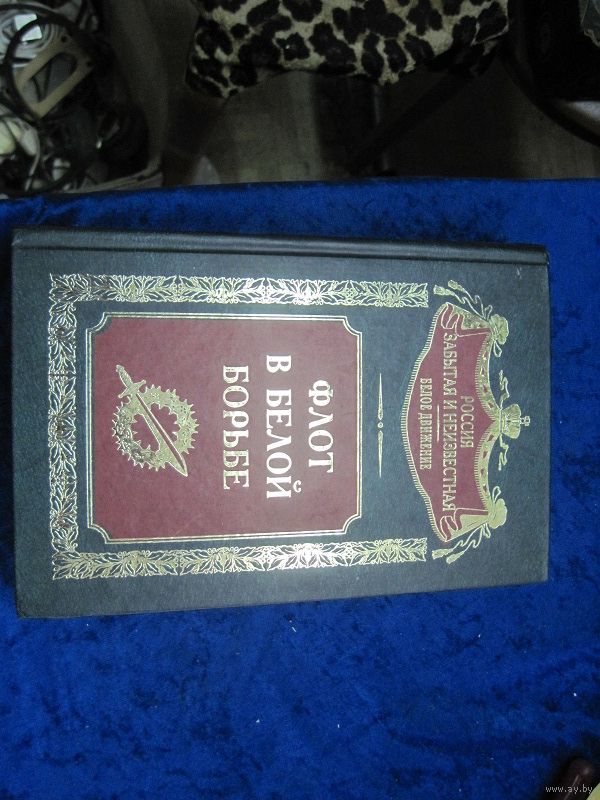 РОССИЯ
ЗАБЫТАЯ И НЕИЗВЕСТНАЯ
БЕЛОЕ ДВИЖЕНИЕ
ФЛОТ
В БЕЛОЙ
БОРЬБЕ
www.ay.by